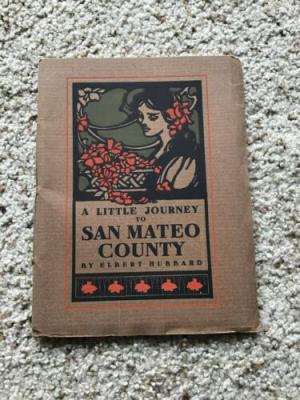 A LITTLE JOURNEY
TO
SAN MATEO
COUNTY
BY ELBERT HUBBARD